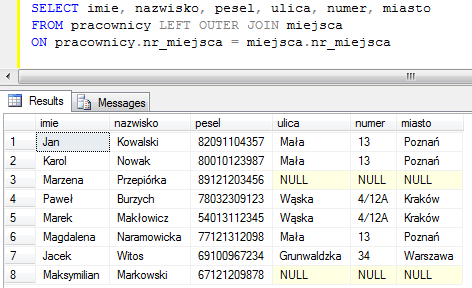 SELECT imie, nazwisko, pesel, ulica, numer, miasto
FROM pracownicy LEFT OUTER JOIN miejsca
ON pracownicy.nr_miejsca = miejsca.nr_miejsca
Results Messages
imie nazwisko pesel ulica numer miasto
1 Jan Kowalski 82091104357 Mała 13 Poznań
2 Karol Nowak 80010123987 Mała 13 Poznań
3 Marzena Przepiórka 89121203456 NULL NULL NULL
4 Paweł Burzych 78032309123 Wąska 4/12A Kraków
5 Marek Makłowicz 54013112345 Wąska 4/12A Kraków
6 Magdalena Naramowicka 77121312098 Mała 13 Poznań
7 Jacek Witos 69100967234 Grunwaldzka 34 Warszawa
8 Maksymilian Markowski 67121209878 NULL NULL NULL